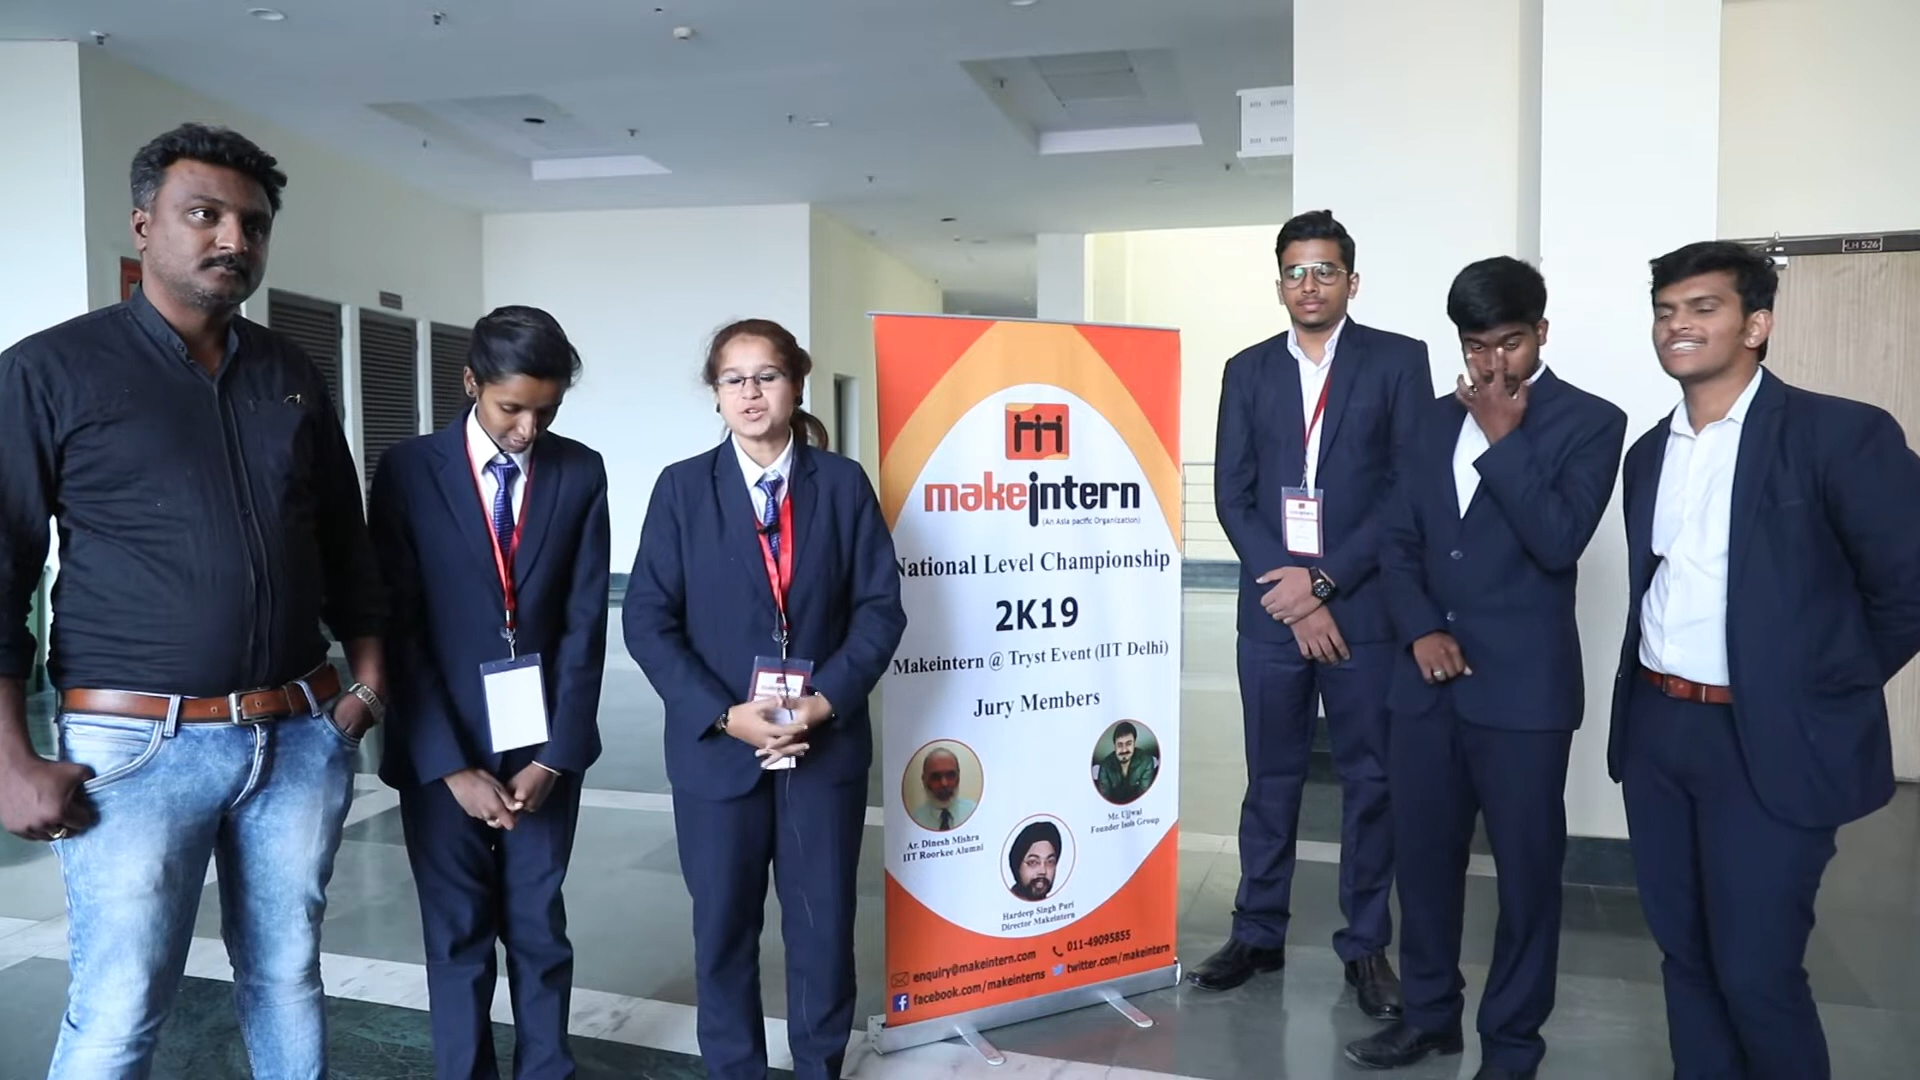 LH 526
makeintern
(An Asia pacific Organization)
National Level Championship
2K19
Makeintern @ Tryst Event (IIT Delhi)
Jury Members
Ar. Dinesh Mishra
IIT Roorkee Alumni
Mr. Ujjwal
Founder Isols Group
Hardeep Singh Puri
Director Makeintern
011-49095855
enquiry@makeintern.com
twitter.com/makeintern
facebook.com/makeinterns